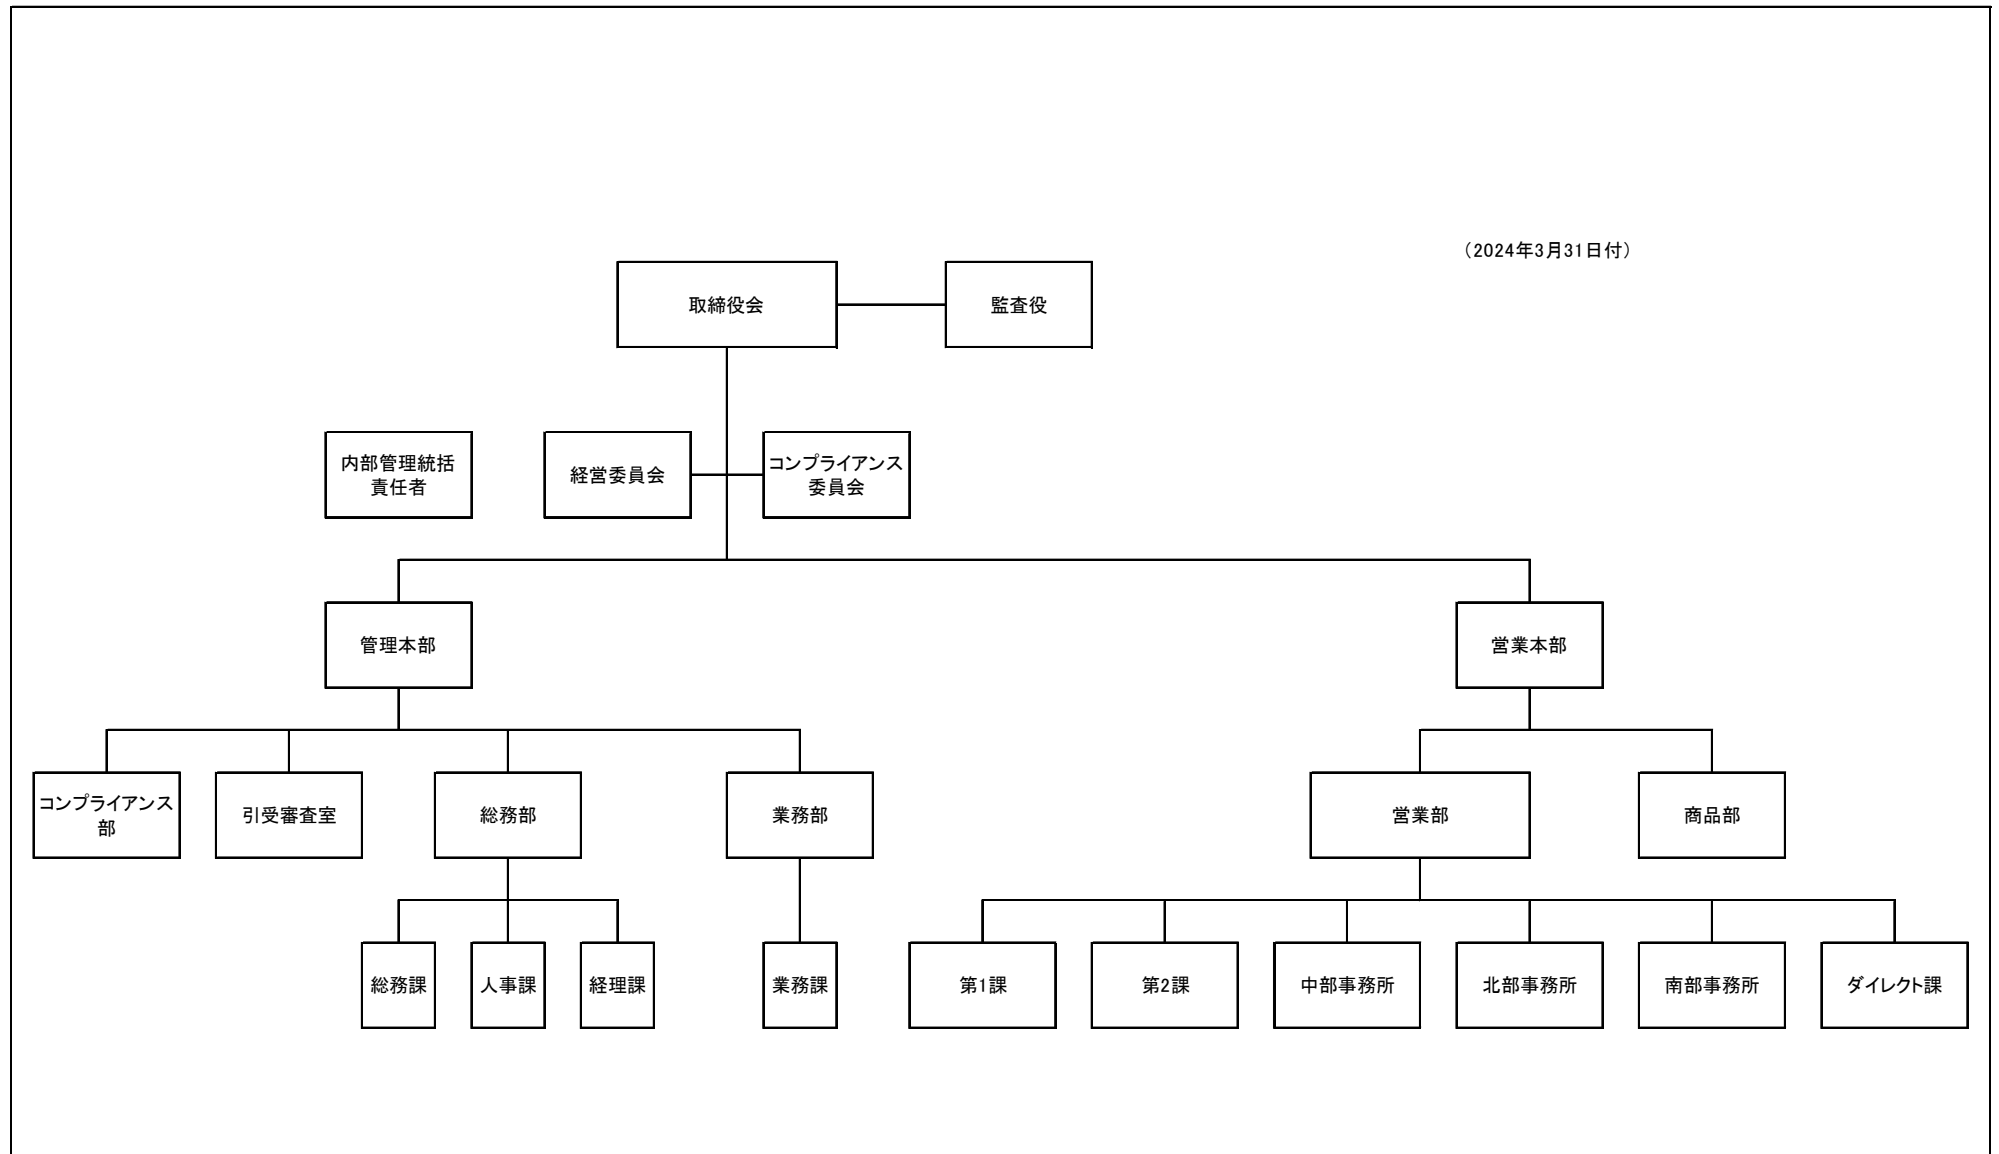 （2024年3月31日付）
取締役会
監査役
内部管理統括
責任者
経営委員会
コンプライアンス
委員会
管理本部
営業本部
コンプライアンス
部
引受審査室
総務部
業務部
営業部
商品部
総務課
人事課
経理課
業務課
第1課
第2課
中部事務所
北部事務所
南部事務所
ダイレクト課